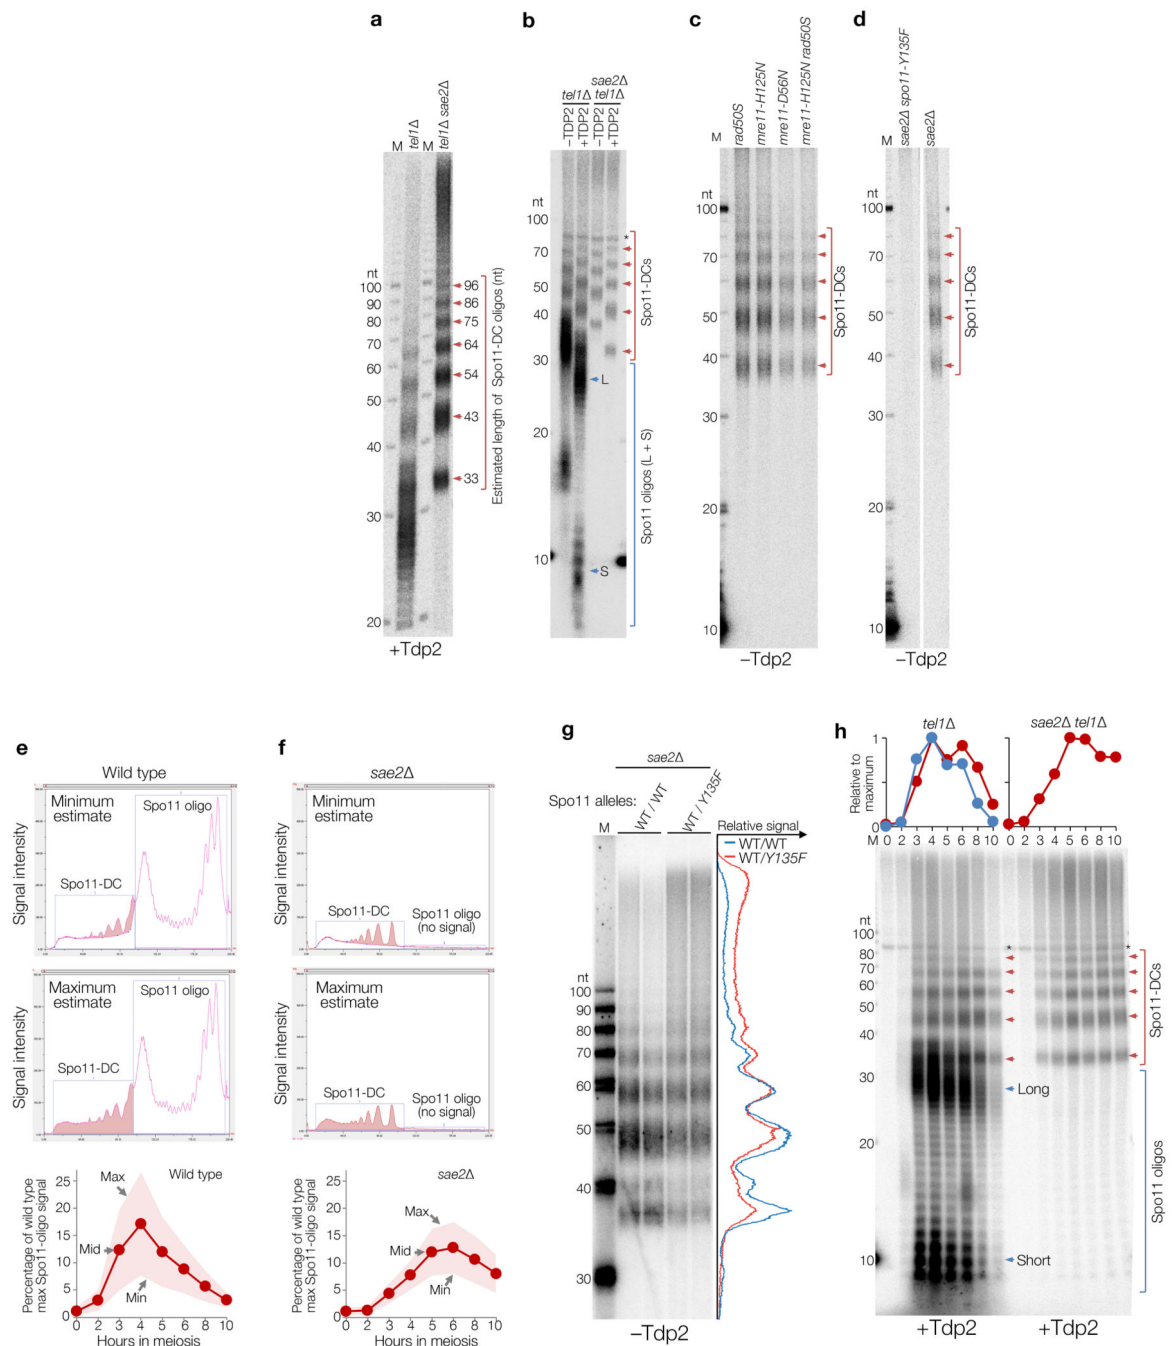 a
tel1Δ
tel1Δ sae2Δ
M
M
nt
100
90
80
70
60
50
40
30
20
96
86
75
64
54
43
33
Estimated length of Spo11-DC oligos (nt)
+Tdp2
b
sae2Δ
tel1Δ
tel1Δ
−TDP2
+TDP2
−TDP2
+TDP2
nt
100
70
60
50
40
30
20
10
*
Spo11-DCs
L
S
Spo11 oligos (L + S)
c
rad50S
mre11-H125N
mre11-D56N
mre11-H125N rad50S
M
nt
100
70
60
50
40
30
20
10
Spo11-DCs
−Tdp2
d
sae2Δ spo11-Y135F
sae2Δ
M
nt
100
70
60
50
40
30
20
10
Spo11-DCs
−Tdp2
e
Wild type
Minimum
estimate
Spo11 oligo
Spo11-DC
Signal intensity
Maximum
estimate
Spo11 oligo
Spo11-DC
Signal intensity
Percentage of wild type
max Spo11-oligo signal
25
20
15
10
5
0
Max
Mid
Min
Wild type
0 2 3 4 5 6 8 10
Hours in meiosis
f
sae2Δ
Minimum
estimate
Spo11-DC
Spo11 oligo
(no signal)
Signal intensity
Maximum
estimate
Spo11-DC
Spo11 oligo
(no signal)
Signal intensity
Percentage of wild type
max Spo11-oligo signal
25
20
15
10
5
0
Max
Mid
Min
sae2Δ
0 2 3 4 5 6 8 10
Hours in meiosis
g
sae2Δ
Spo11 alleles:
WT / WT
WT / Y135F
M
Relative signal
WT/WT
WT/Y135F
nt
100
90
80
70
60
50
40
30
−Tdp2
h
tel1Δ
sae2Δ tel1Δ
Relative to
maximum
1
0
M
0 2 3 4 5 6 8 10
0 2 3 4 5 6 8 10
nt
100
80
70
60
50
40
30
20
10
*
*
Spo11-DCs
Long
Short
Spo11 oligos
+Tdp2
+Tdp2